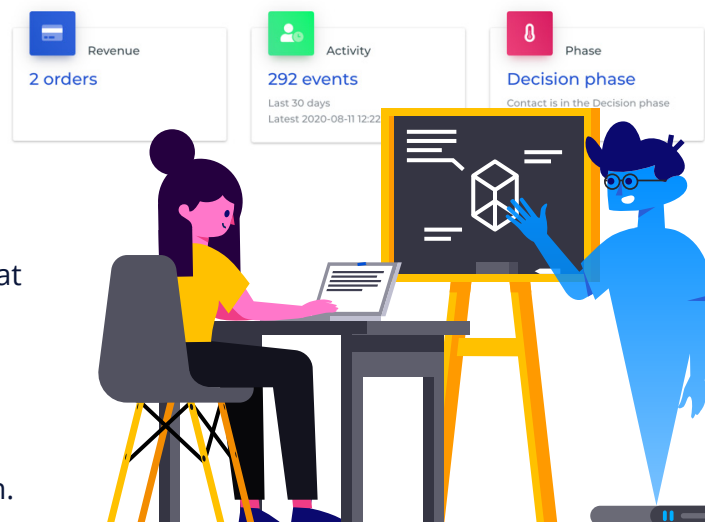 Revenue
2 orders
Activity
292 events
Last 30 days
Latest 2020-08-11 12:22
Phase
Decision phase
Contact is in the Decision phase
at
n.